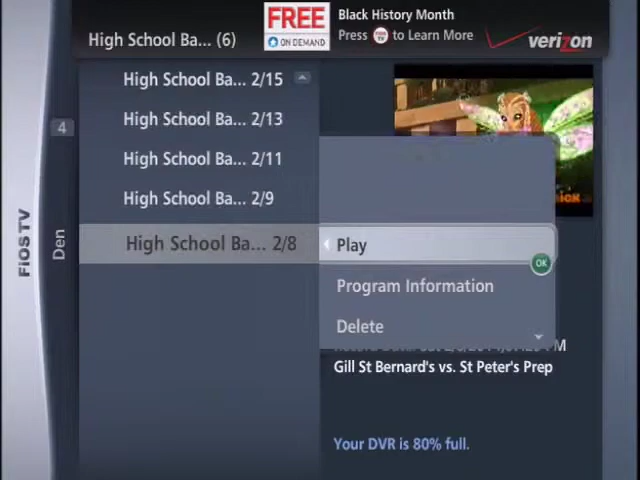 High School Ba... (6)
FREE
ON DEMAND
Black History Month
Press to Learn More
verizon
High School Ba... 2/15
4
High School Ba... 2/13
High School Ba... 2/11
High School Ba... 2/9
FiOS TV
Den
High School Ba... 2/8
Play
OK
Program Information
Delete
Gill St Bernard's vs. St Peter's Prep
Your DVR is 80% full.